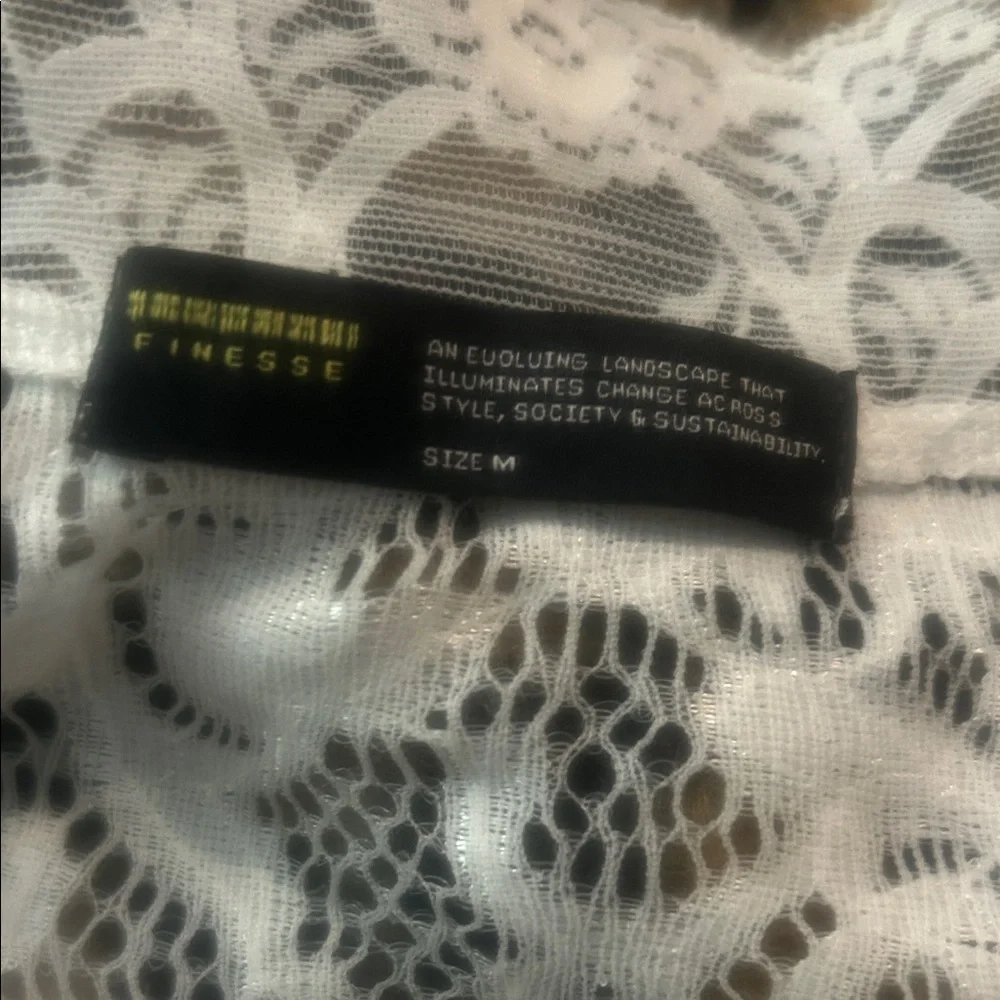 FINESSE
AN EVOLVING LANDSCAPE THAT
ILLUMINATES CHANGE ACROSS
STYLE, SOCIETY & SUSTAINABILITY.
SIZE M